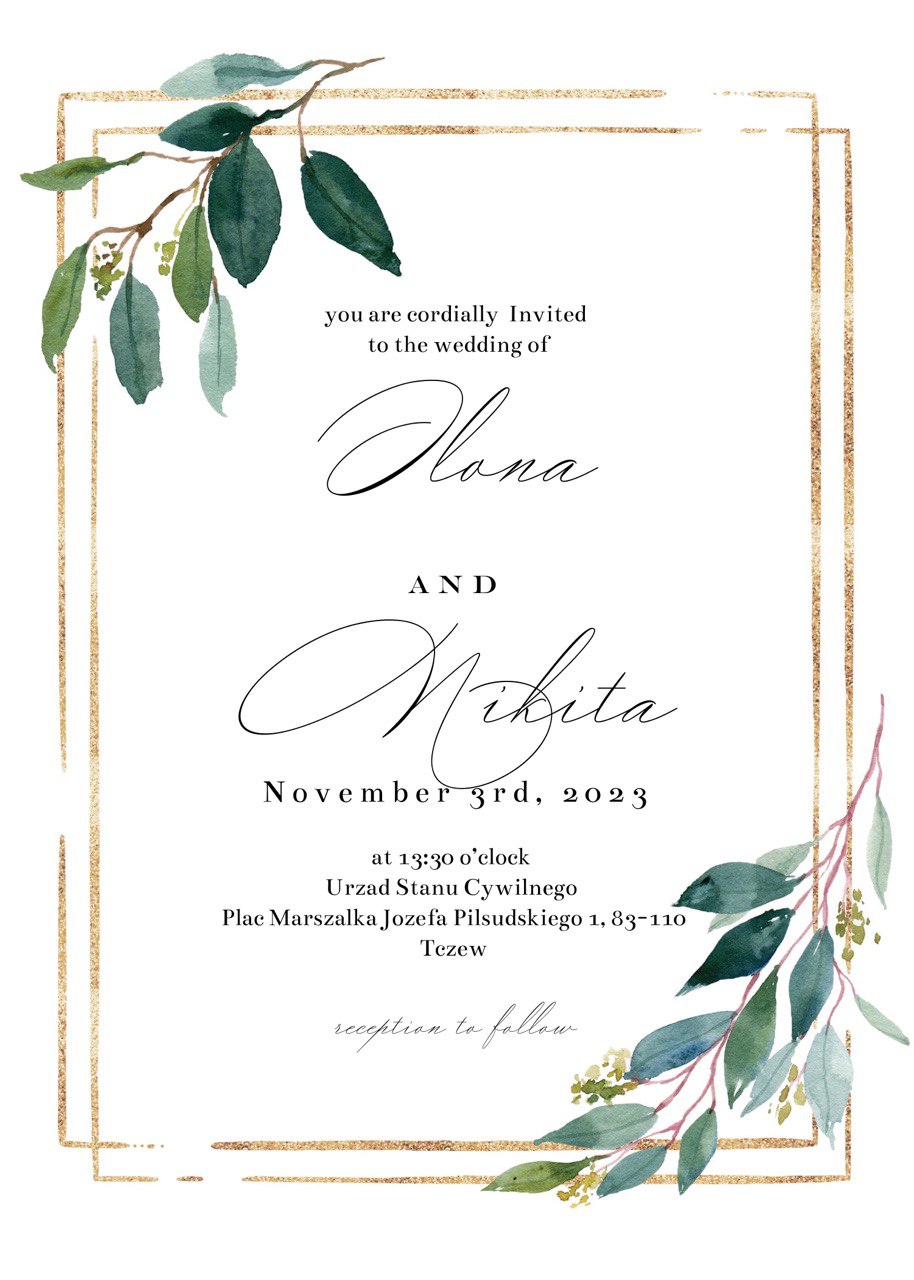 you are cordially Invited
to the wedding of
Ilona
AND
Nikita
November 3rd, 2023
at 13:30 o'clock
Urzad Stanu Cywilnego
Plac Marszalka Jozefa Pilsudskiego 1, 83-110
Tczew
reception to follow